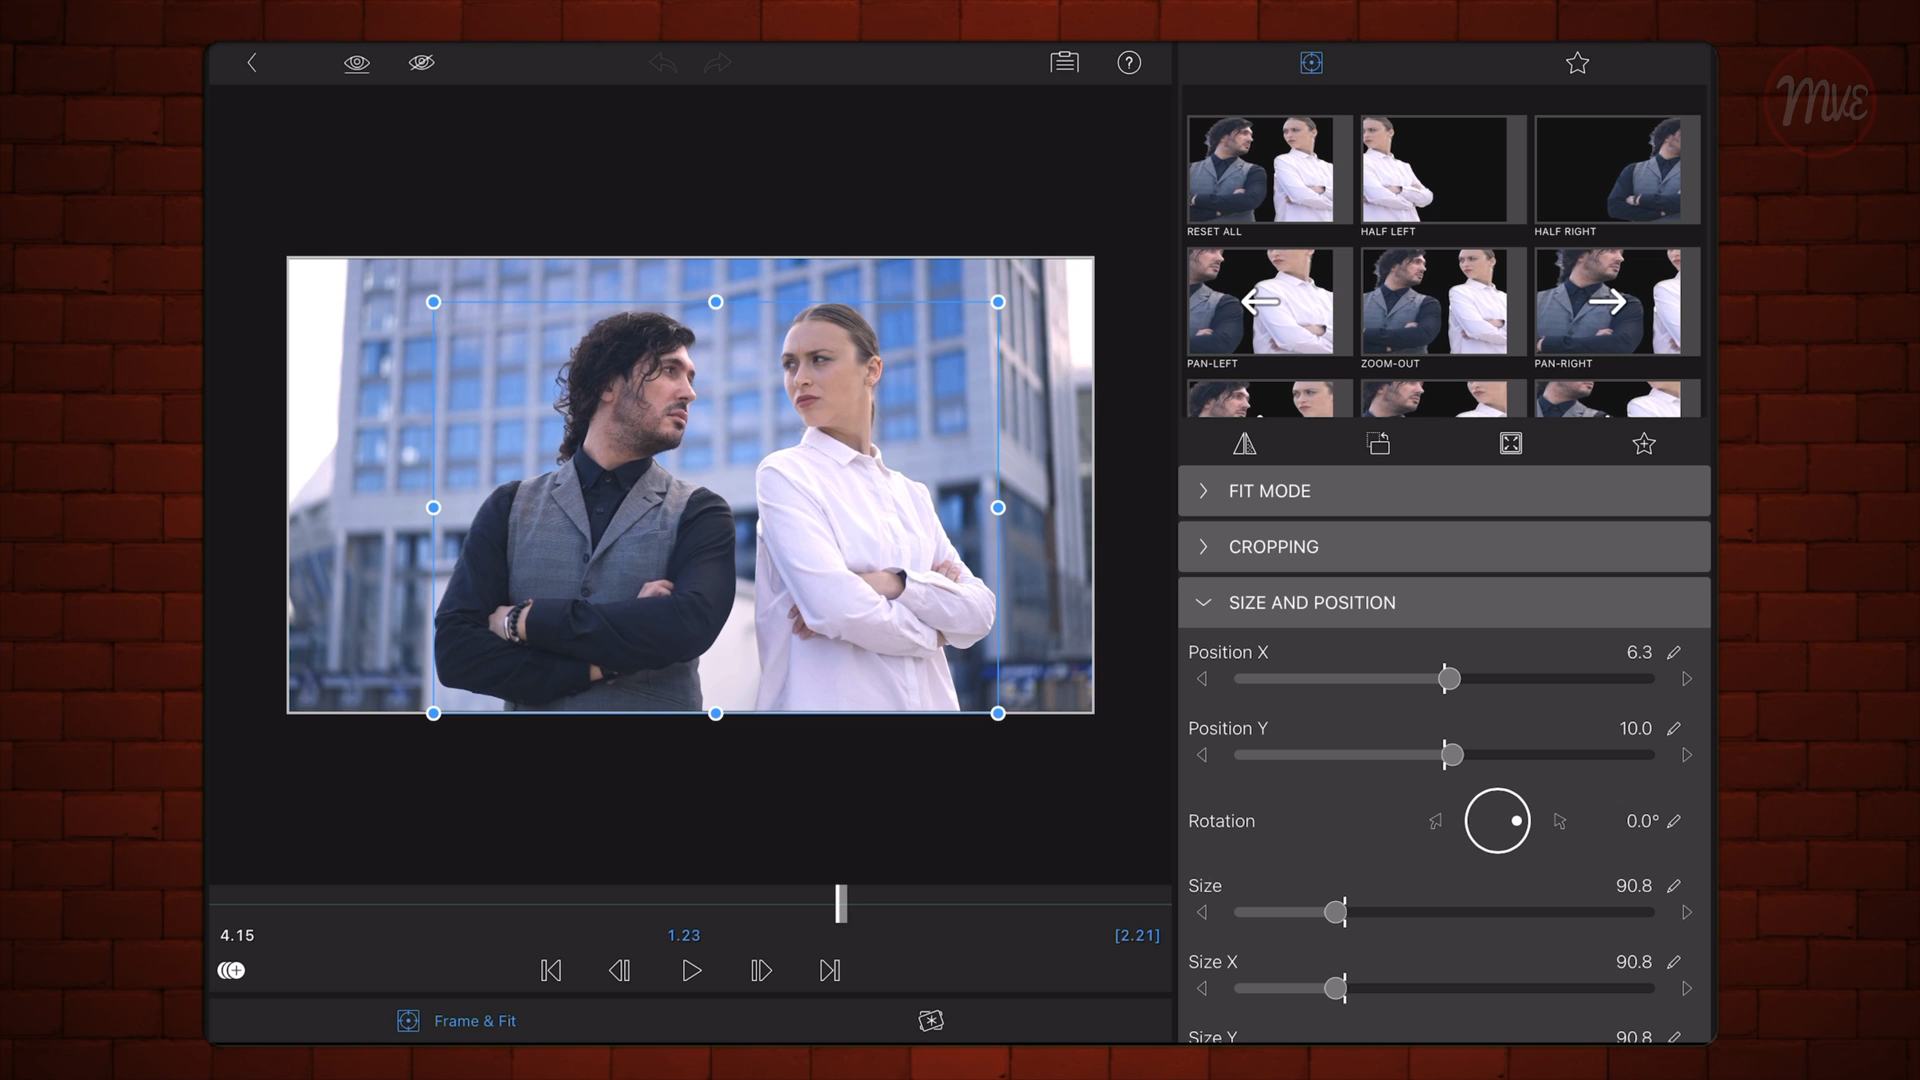 MVE
RESET ALL
HALF LEFT
HALF RIGHT
PAN-LEFT
ZOOM-OUT
PAN-RIGHT
FIT MODE
CROPPING
SIZE AND POSITION
Position X
6.3
Position Y
10.0
Rotation
0.0°
Size
90.8
Size X
90.8
Size Y
90.8
4.15
1.23
[2.21]
Frame & Fit